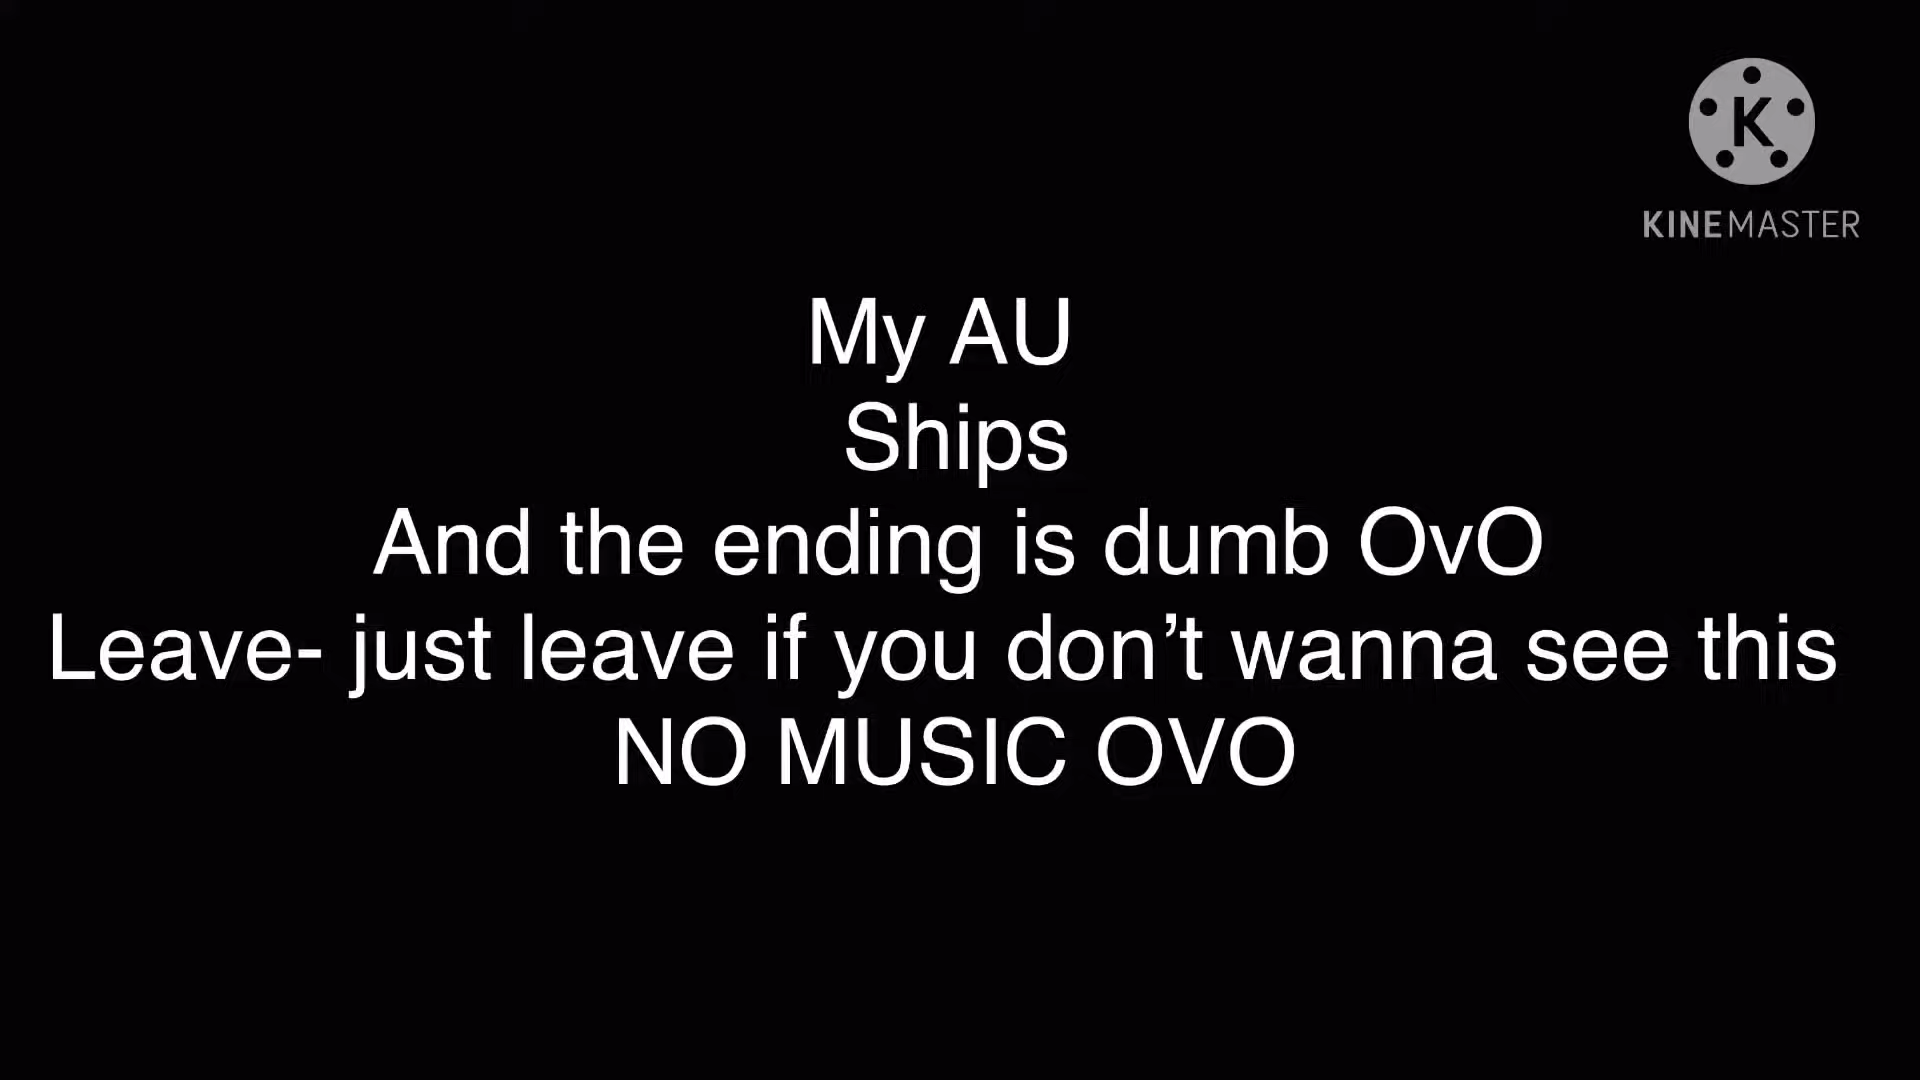 K
KINEMASTER
My AU
Ships
And the ending is dumb OvO
Leave- just leave if you don’t wanna see this
NO MUSIC OVO